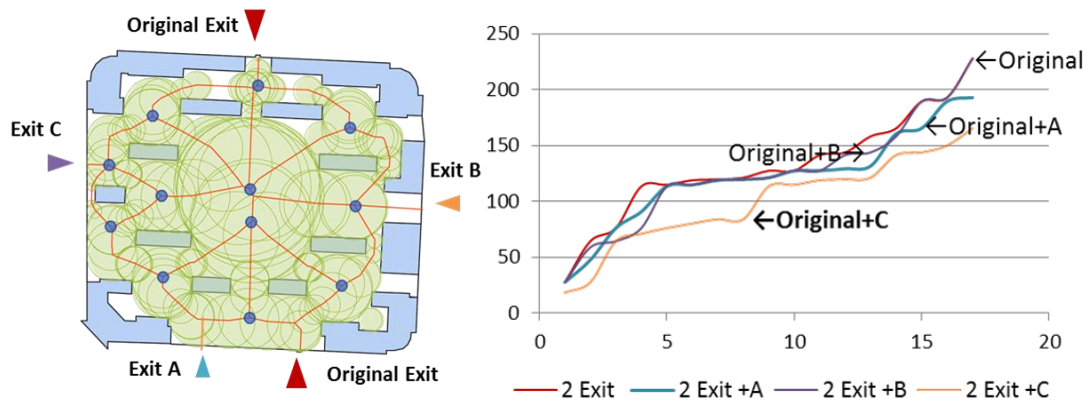 Original Exit
Exit C
Exit B
Exit A
Original Exit
250
200
150
100
50
0
0
5
10
15
20
←Original
←Original+A
Original+B→
←Original+C
2 Exit
2 Exit +A
2 Exit +B
2 Exit +C